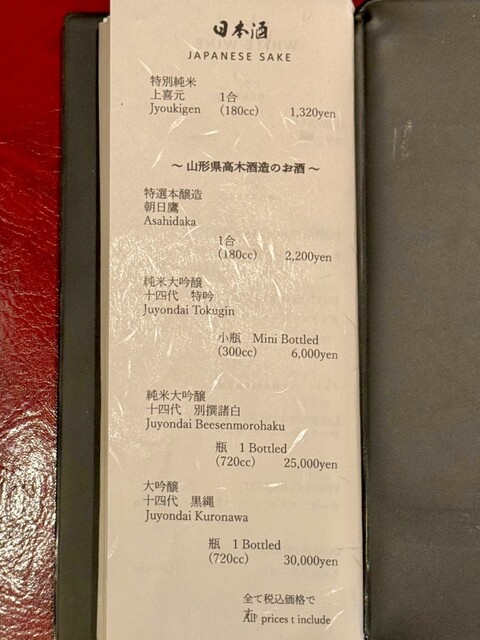 日本酒
JAPANESE SAKE
特別純米
上喜元 1合
Jyoukigen (180cc) 1,320yen
～ 山形県高木酒造のお酒 ～
特選本醸造
朝日鷹
Asahidaka
1合
(180cc) 2,200yen
純米大吟醸
十四代 特吟
Juyondai Tokugin
小瓶 Mini Bottled
(300cc) 6,000yen
純米大吟醸
十四代 別撰諸白
Juyondai Beesenmorohaku
瓶 1 Bottled
(720cc) 25,000yen
大吟醸
十四代 黒縄
Juyondai Kuronawa
瓶 1 Bottled
(720cc) 30,000yen
全て税込価格で
す
All prices t include